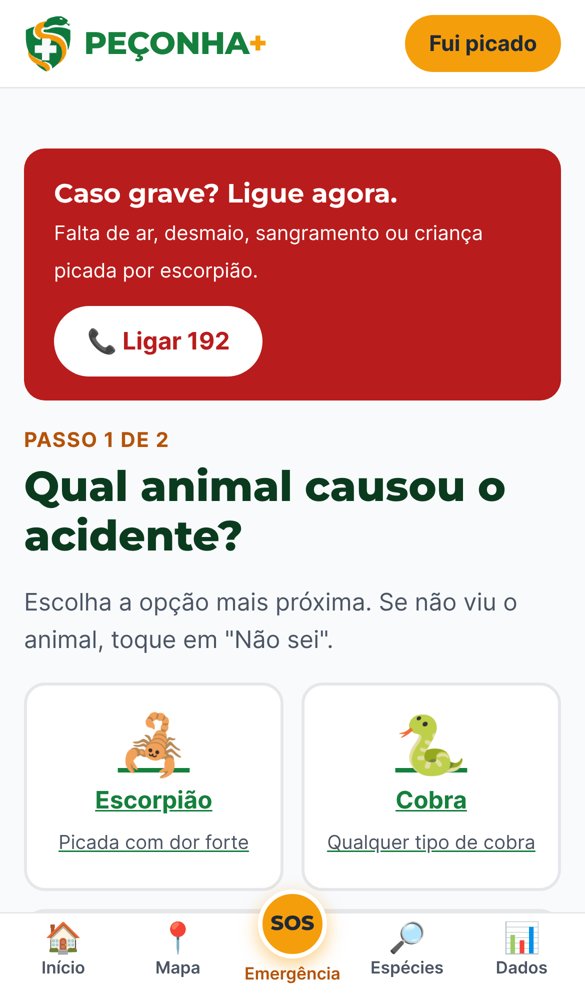 PEÇONHA+
Fui picado
Caso grave? Ligue agora.
Falta de ar, desmaio, sangramento ou criança
picada por escorpião.
Ligar 192
PASSO 1 DE 2
Qual animal causou o
acidente?
Escolha a opção mais próxima. Se não viu o
animal, toque em "Não sei".
Escorpião
Cobra
Picada com dor forte
Qualquer tipo de cobra
SOS
Início
Mapa
Emergência
Espécies
Dados